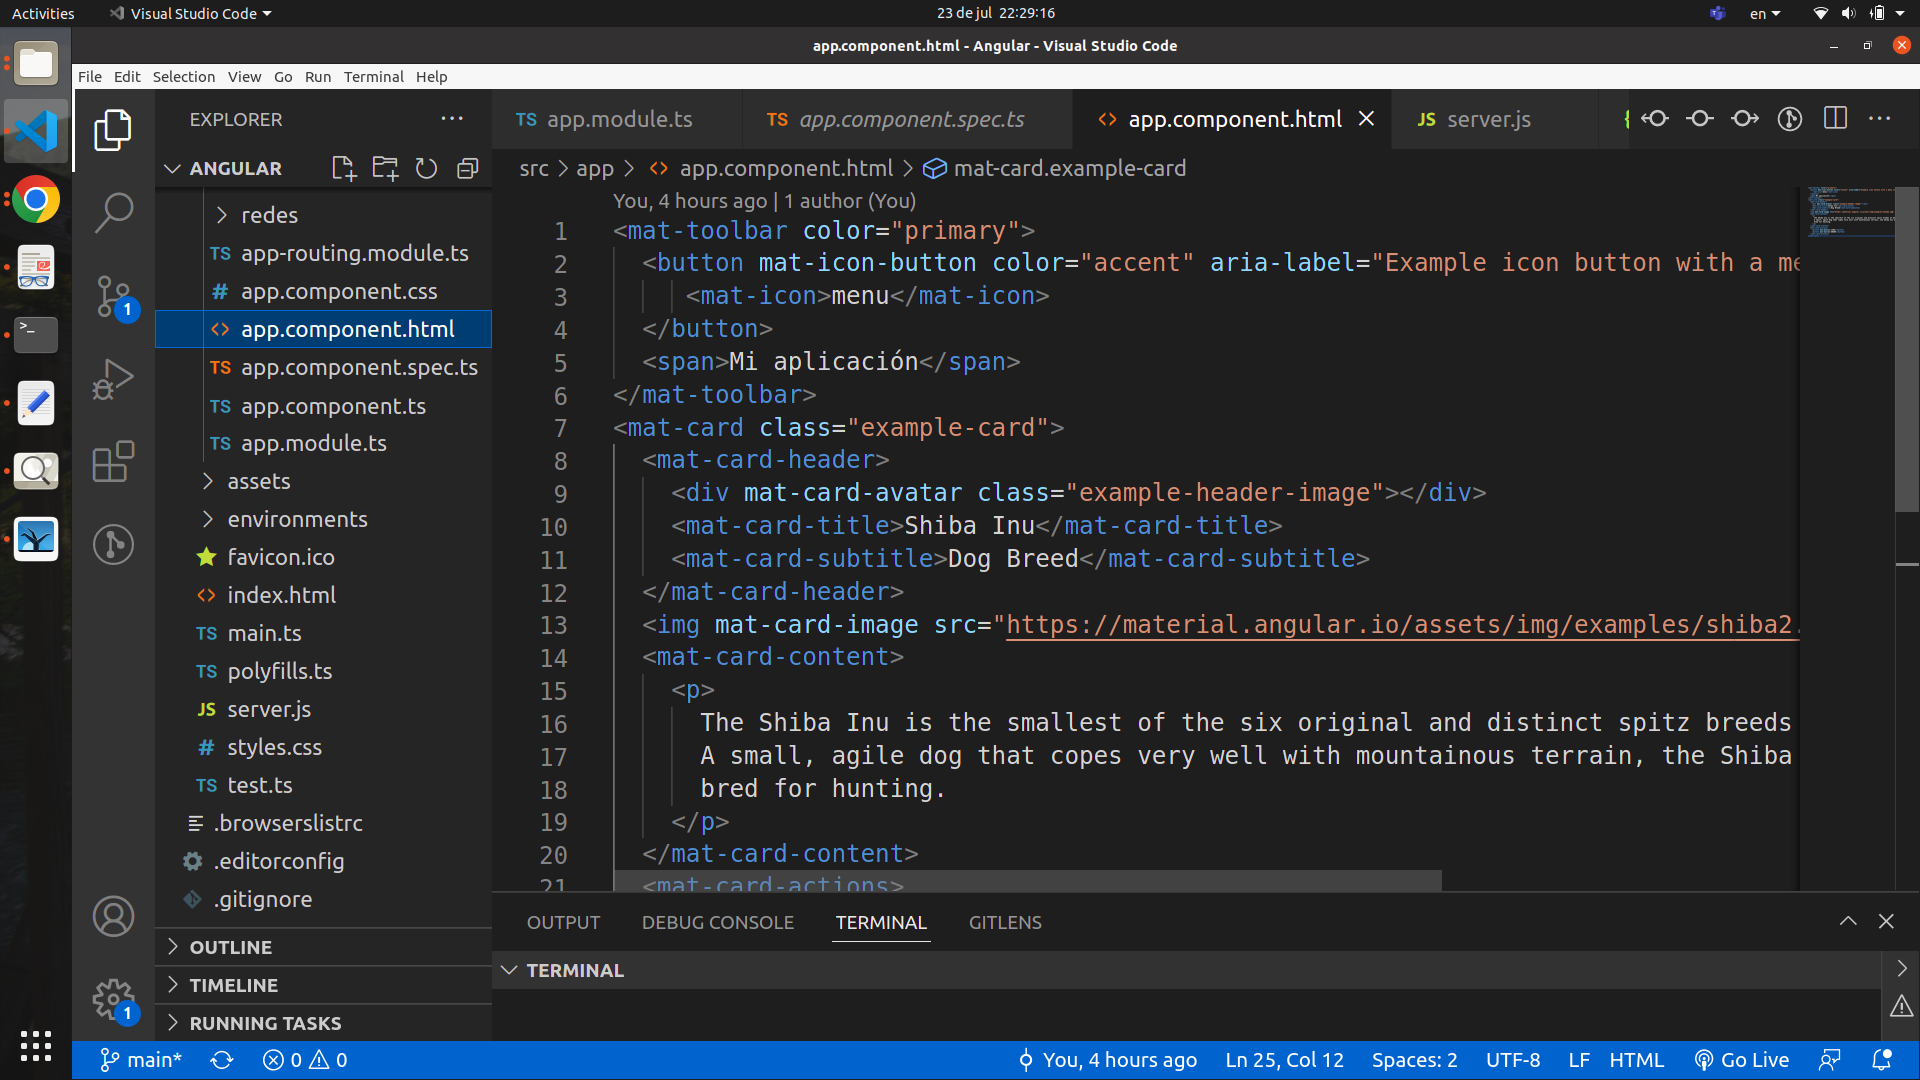 Activities
Visual Studio Code
23 de jul 22:29:16
en
app.component.html - Angular - Visual Studio Code
File Edit Selection View Go Run Terminal Help
EXPLORER
TS app.module.ts
TS app.component.spec.ts
app.component.html
JS server.js
ANGULAR
src > app > app.component.html > mat-card.example-card
redes
TS app-routing.module.ts
# app.component.css
app.component.html
TS app.component.spec.ts
TS app.component.ts
TS app.module.ts
assets
environments
favicon.ico
index.html
TS main.ts
TS polyfills.ts
JS server.js
# styles.css
TS test.ts
.browserslistrc
.editorconfig
.gitignore
OUTLINE
TIMELINE
RUNNING TASKS
1
1
You, 4 hours ago | 1 author (You)
1 <mat-toolbar color="primary">
2 <button mat-icon-button color="accent" aria-label="Example icon button with a me
3 <mat-icon>menu</mat-icon>
4 </button>
5 <span>Mi aplicación</span>
6 </mat-toolbar>
7 <mat-card class="example-card">
8 <mat-card-header>
9 <div mat-card-avatar class="example-header-image"></div>
10 <mat-card-title>Shiba Inu</mat-card-title>
11 <mat-card-subtitle>Dog Breed</mat-card-subtitle>
12 </mat-card-header>
13 <img mat-card-image src="https://material.angular.io/assets/img/examples/shiba2.
14 <mat-card-content>
15 <p>
16 The Shiba Inu is the smallest of the six original and distinct spitz breeds
17 A small, agile dog that copes very well with mountainous terrain, the Shiba
18 bred for hunting.
19 </p>
20 </mat-card-content>
21 <mat-card-actions>
OUTPUT DEBUG CONSOLE TERMINAL GITLENS
TERMINAL
main* 0 0 You, 4 hours ago Ln 25, Col 12 Spaces: 2 UTF-8 LF HTML Go Live